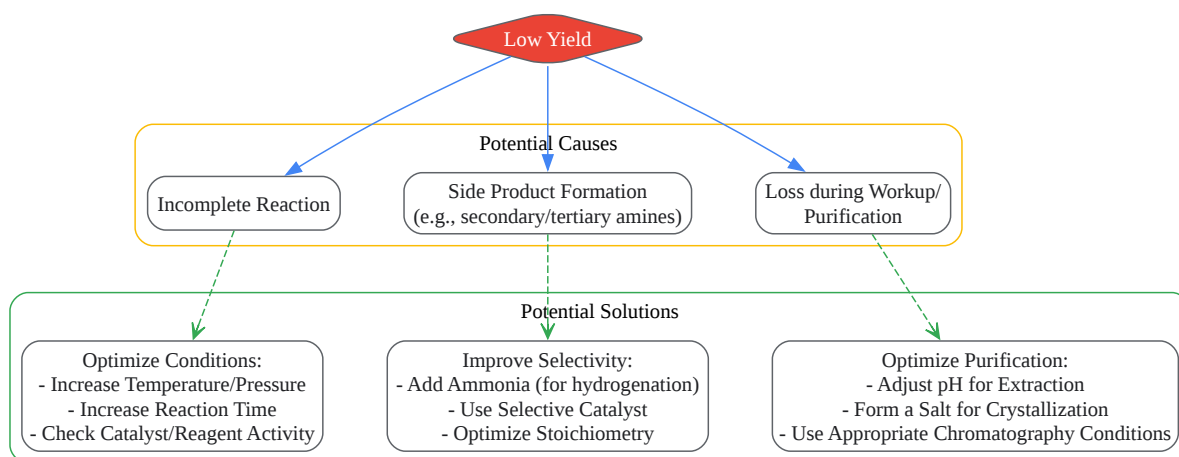 Low Yield
Potential Causes
Incomplete Reaction
Side Product Formation
(e.g., secondary/tertiary amines)
Loss during Workup/
Purification
Potential Solutions
Optimize Conditions:
- Increase Temperature/Pressure
- Increase Reaction Time
- Check Catalyst/Reagent Activity
Improve Selectivity:
- Add Ammonia (for hydrogenation)
- Use Selective Catalyst
- Optimize Stoichiometry
Optimize Purification:
- Adjust pH for Extraction
- Form a Salt for Crystallization
- Use Appropriate Chromatography Conditions